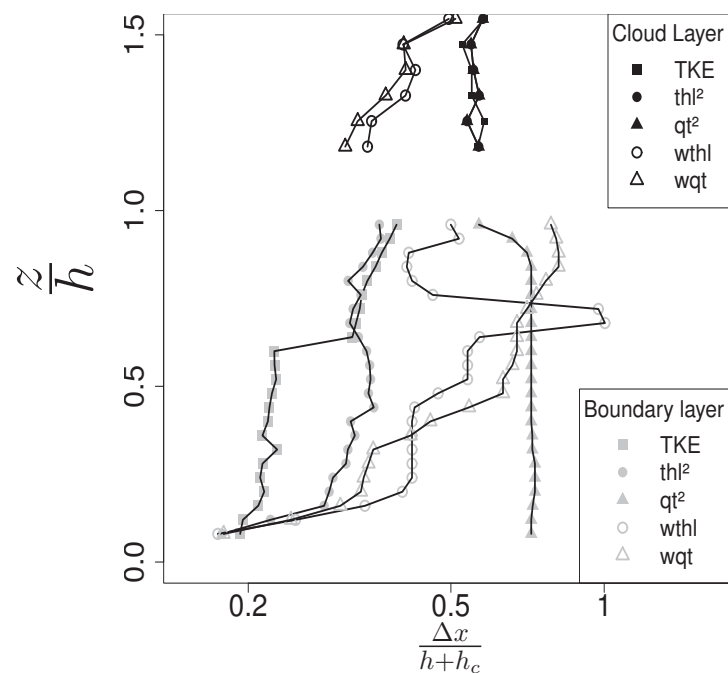 1.5
1.0
0.5
0.0
z/h
Cloud Layer
TKE
thl²
qt²
wthl
wqt
Boundary layer
TKE
thl²
qt²
wthl
wqt
0.2 0.5 1
Δx/(h+h_c)